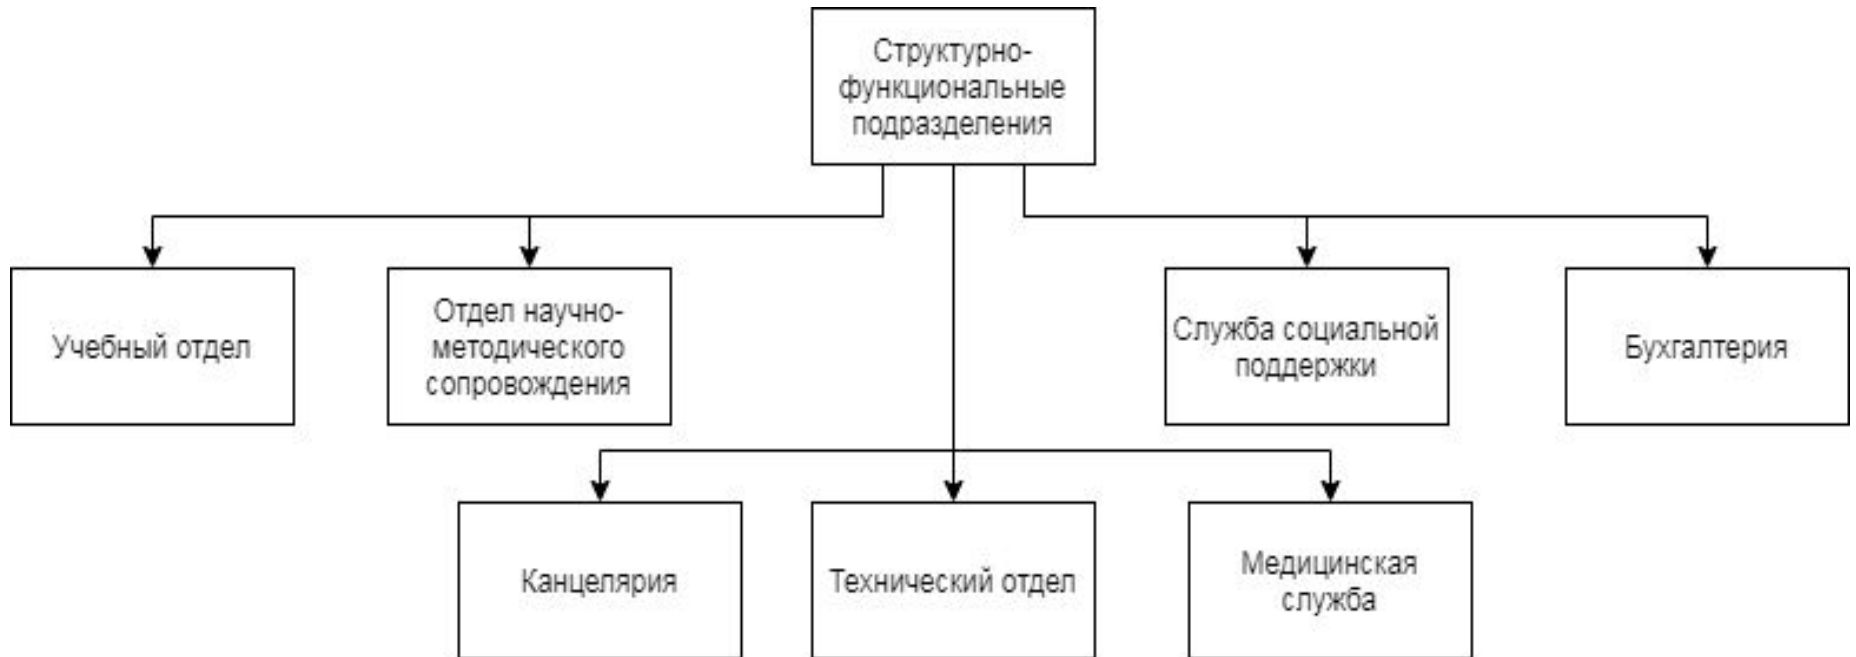 Структурно-
функциональные
подразделения
Учебный отдел
Отдел научно-
методического
сопровождения
Служба социальной
поддержки
Бухгалтерия
Канцелярия
Технический отдел
Медицинская
служба